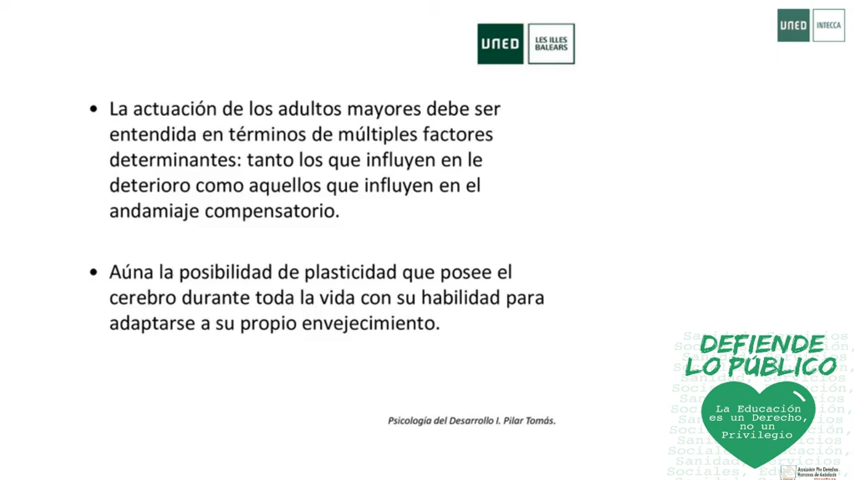 UNED
LES ILLES
BALEARS
UNED
INTECCA
• La actuación de los adultos mayores debe ser
entendida en términos de múltiples factores
determinantes: tanto los que influyen en le
deterioro como aquellos que influyen en el
andamiaje compensatorio.
• Aúna la posibilidad de plasticidad que posee el
cerebro durante toda la vida con su habilidad para
adaptarse a su propio envejecimiento.
Psicología del Desarrollo I. Pilar Tomás.
DEFIENDE
LO PÚBLICO
La Educación
es un Derecho,
no un
Privilegio